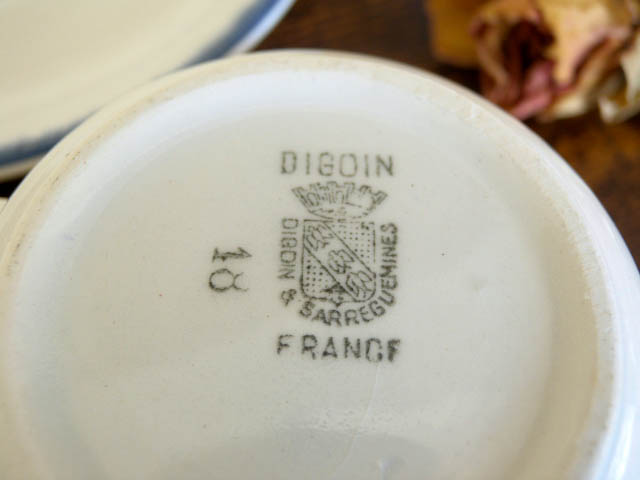 DIGOIN
DIGOIN & SARREGUEMINES
FRANCE
18